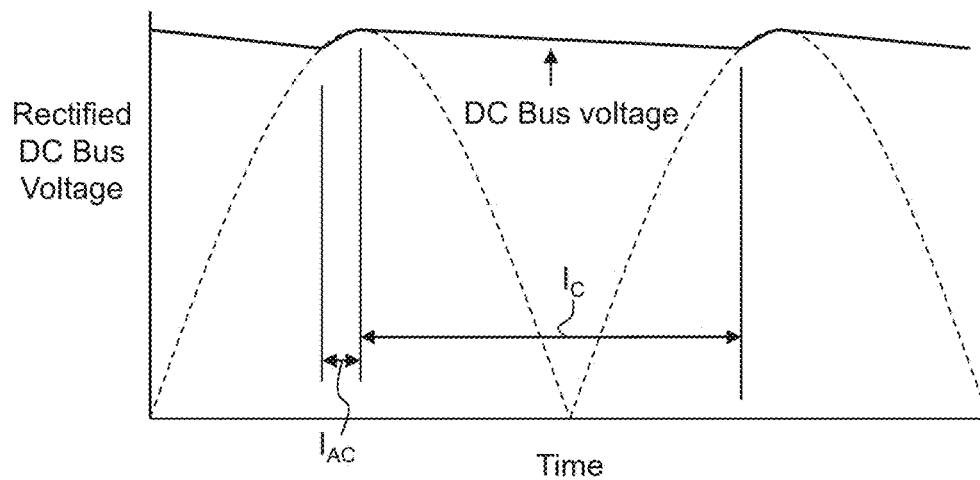 Rectified
DC Bus
Voltage
DC Bus voltage
I_C
I_AC
Time